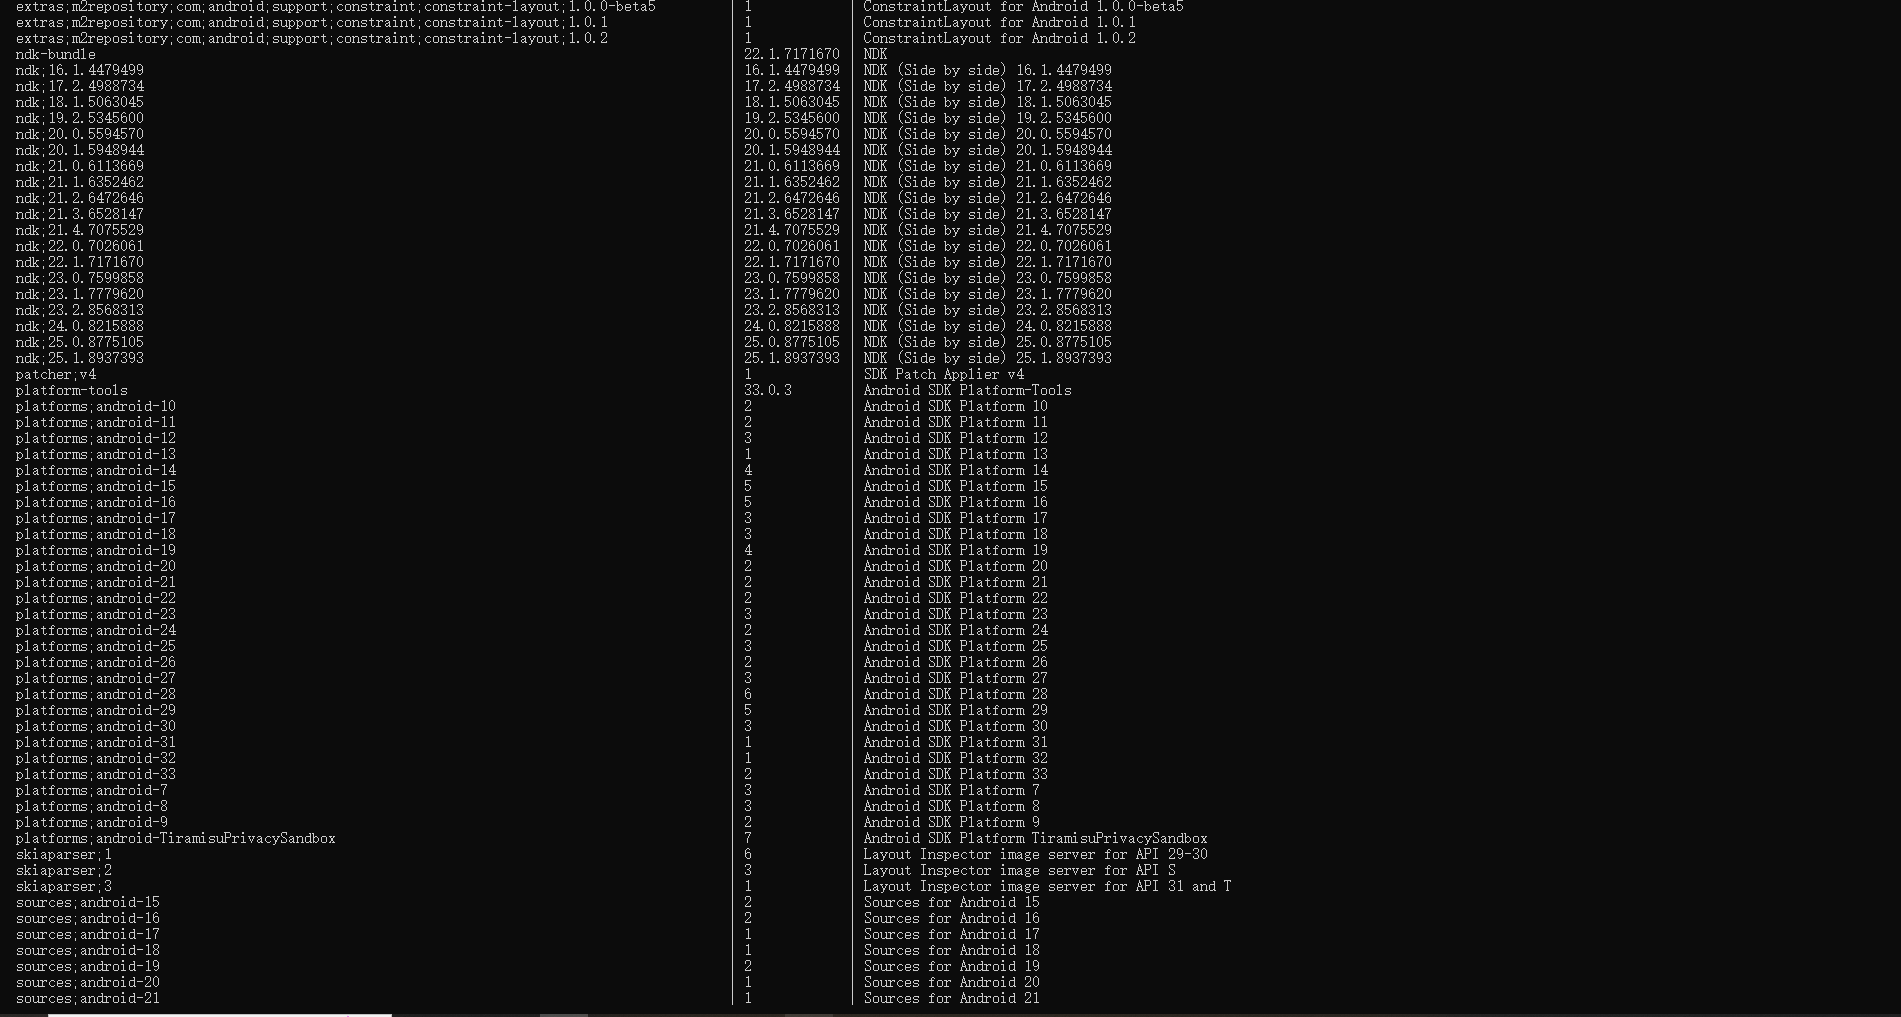 extras;m2repository;com;android;support;constraint;constraint-layout;1.0.0-beta5 | 1 | ConstraintLayout for Android 1.0.0-beta5
extras;m2repository;com;android;support;constraint;constraint-layout;1.0.1 | 1 | ConstraintLayout for Android 1.0.1
extras;m2repository;com;android;support;constraint;constraint-layout;1.0.2 | 1 | ConstraintLayout for Android 1.0.2
ndk-bundle | 22.1.7171670 | NDK
ndk;16.1.4479499 | 16.1.4479499 | NDK (Side by side) 16.1.4479499
ndk;17.2.4988734 | 17.2.4988734 | NDK (Side by side) 17.2.4988734
ndk;18.1.5063045 | 18.1.5063045 | NDK (Side by side) 18.1.5063045
ndk;19.2.5345600 | 19.2.5345600 | NDK (Side by side) 19.2.5345600
ndk;20.0.5594570 | 20.0.5594570 | NDK (Side by side) 20.0.5594570
ndk;20.1.5948944 | 20.1.5948944 | NDK (Side by side) 20.1.5948944
ndk;21.0.6113669 | 21.0.6113669 | NDK (Side by side) 21.0.6113669
ndk;21.1.6352462 | 21.1.6352462 | NDK (Side by side) 21.1.6352462
ndk;21.2.6472646 | 21.2.6472646 | NDK (Side by side) 21.2.6472646
ndk;21.3.6528147 | 21.3.6528147 | NDK (Side by side) 21.3.6528147
ndk;21.4.7075529 | 21.4.7075529 | NDK (Side by side) 21.4.7075529
ndk;22.0.7026061 | 22.0.7026061 | NDK (Side by side) 22.0.7026061
ndk;22.1.7171670 | 22.1.7171670 | NDK (Side by side) 22.1.7171670
ndk;23.0.7599858 | 23.0.7599858 | NDK (Side by side) 23.0.7599858
ndk;23.1.7779620 | 23.1.7779620 | NDK (Side by side) 23.1.7779620
ndk;23.2.8568313 | 23.2.8568313 | NDK (Side by side) 23.2.8568313
ndk;24.0.8215888 | 24.0.8215888 | NDK (Side by side) 24.0.8215888
ndk;25.0.8775105 | 25.0.8775105 | NDK (Side by side) 25.0.8775105
ndk;25.1.8937393 | 25.1.8937393 | NDK (Side by side) 25.1.8937393
patcher;v4 | 1 | SDK Patch Applier v4
platform-tools | 33.0.3 | Android SDK Platform-Tools
platforms;android-10 | 2 | Android SDK Platform 10
platforms;android-11 | 2 | Android SDK Platform 11
platforms;android-12 | 3 | Android SDK Platform 12
platforms;android-13 | 1 | Android SDK Platform 13
platforms;android-14 | 4 | Android SDK Platform 14
platforms;android-15 | 5 | Android SDK Platform 15
platforms;android-16 | 5 | Android SDK Platform 16
platforms;android-17 | 3 | Android SDK Platform 17
platforms;android-18 | 3 | Android SDK Platform 18
platforms;android-19 | 4 | Android SDK Platform 19
platforms;android-20 | 2 | Android SDK Platform 20
platforms;android-21 | 2 | Android SDK Platform 21
platforms;android-22 | 2 | Android SDK Platform 22
platforms;android-23 | 3 | Android SDK Platform 23
platforms;android-24 | 2 | Android SDK Platform 24
platforms;android-25 | 3 | Android SDK Platform 25
platforms;android-26 | 2 | Android SDK Platform 26
platforms;android-27 | 3 | Android SDK Platform 27
platforms;android-28 | 6 | Android SDK Platform 28
platforms;android-29 | 5 | Android SDK Platform 29
platforms;android-30 | 3 | Android SDK Platform 30
platforms;android-31 | 1 | Android SDK Platform 31
platforms;android-32 | 1 | Android SDK Platform 32
platforms;android-33 | 2 | Android SDK Platform 33
platforms;android-7 | 3 | Android SDK Platform 7
platforms;android-8 | 3 | Android SDK Platform 8
platforms;android-9 | 2 | Android SDK Platform 9
platforms;android-TiramisuPrivacySandbox | 7 | Android SDK Platform TiramisuPrivacySandbox
skiaparser;1 | 6 | Layout Inspector image server for API 29-30
skiaparser;2 | 3 | Layout Inspector image server for API S
skiaparser;3 | 1 | Layout Inspector image server for API 31 and T
sources;android-15 | 2 | Sources for Android 15
sources;android-16 | 2 | Sources for Android 16
sources;android-17 | 1 | Sources for Android 17
sources;android-18 | 1 | Sources for Android 18
sources;android-19 | 2 | Sources for Android 19
sources;android-20 | 1 | Sources for Android 20
sources;android-21 | 1 | Sources for Android 21